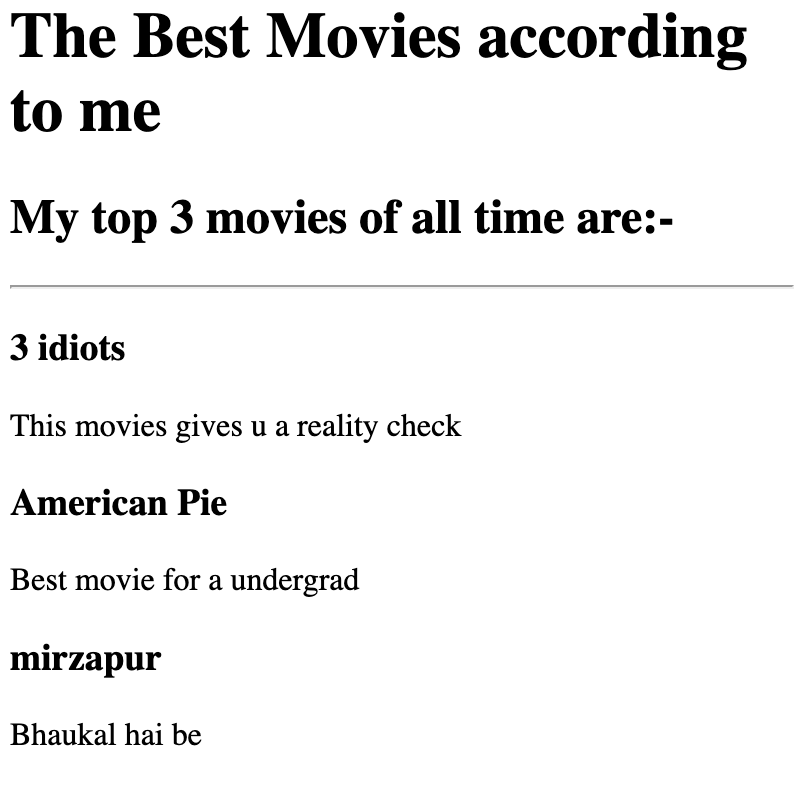 The Best Movies according
to me
My top 3 movies of all time are:-
3 idiots
This movies gives u a reality check
American Pie
Best movie for a undergrad
mirzapur
Bhaukal hai be